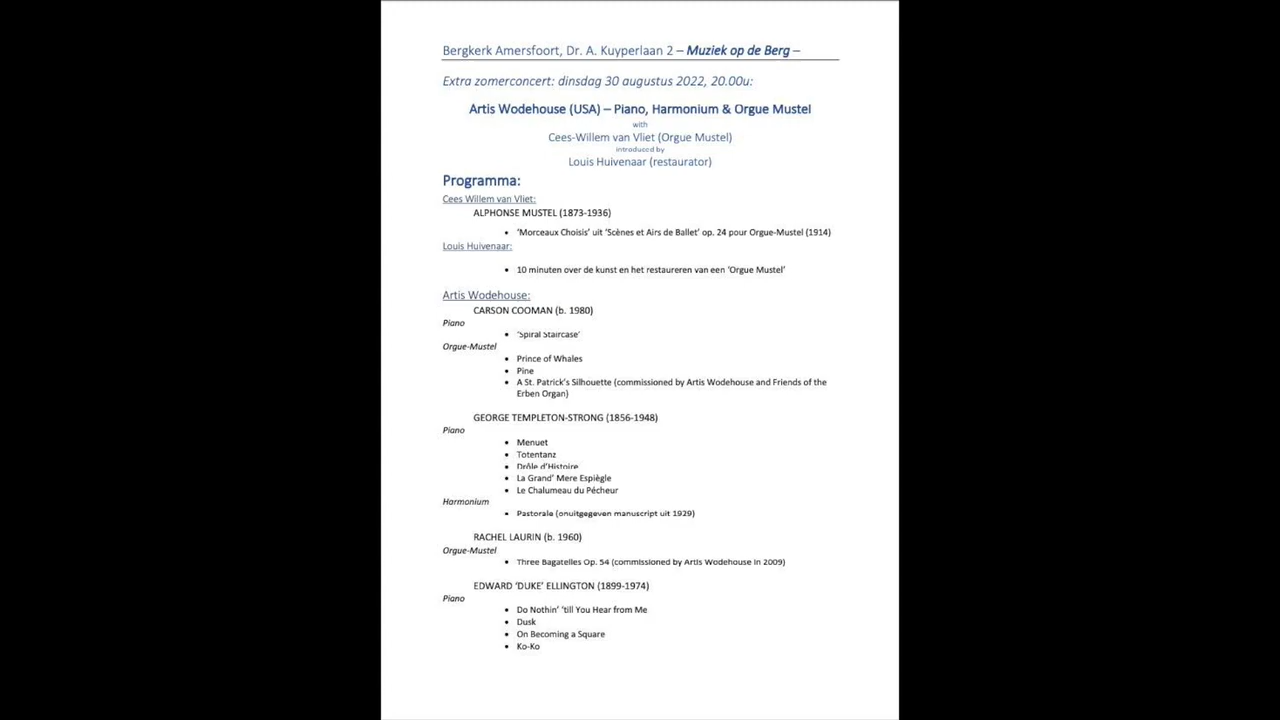 Bergkerk Amersfoort, Dr. A. Kuyperlaan 2 – Muziek op de Berg –
Extra zomerconcert: dinsdag 30 augustus 2022, 20.00u:
Artis Wodehouse (USA) – Piano, Harmonium & Orgue Mustel
with
Cees-Willem van Vliet (Orgue Mustel)
introduced by
Louis Huivenaar (restaurator)
Programma:
Cees Willem van Vliet:
ALPHONSE MUSTEL (1873-1936)
• ‘Morceaux Choisis’ uit ‘Scènes et Airs de Ballet’ op. 24 pour Orgue-Mustel (1914)
Louis Huivenaar:
• 10 minuten over de kunst en het restaureren van een ‘Orgue Mustel’
Artis Wodehouse:
CARSON COOMAN (b. 1980)
Piano
• ‘Spiral Staircase’
Orgue-Mustel
• Prince of Whales
• Pine
• A St. Patrick’s Silhouette (commissioned by Artis Wodehouse and Friends of the
Erben Organ)
GEORGE TEMPLETON-STRONG (1856-1948)
Piano
• Menuet
• Totentanz
• Drôle d’Histoire
• La Grand’ Mere Espiègle
• Le Chalumeau du Pécheur
Harmonium
• Pastorale (onuitgegeven manuscript uit 1929)
RACHEL LAURIN (b. 1960)
Orgue-Mustel
• Three Bagatelles Op. 54 (commissioned by Artis Wodehouse in 2009)
EDWARD ‘DUKE’ ELLINGTON (1899-1974)
Piano
• Do Nothin’ ‘till You Hear from Me
• Dusk
• On Becoming a Square
• Ko-Ko